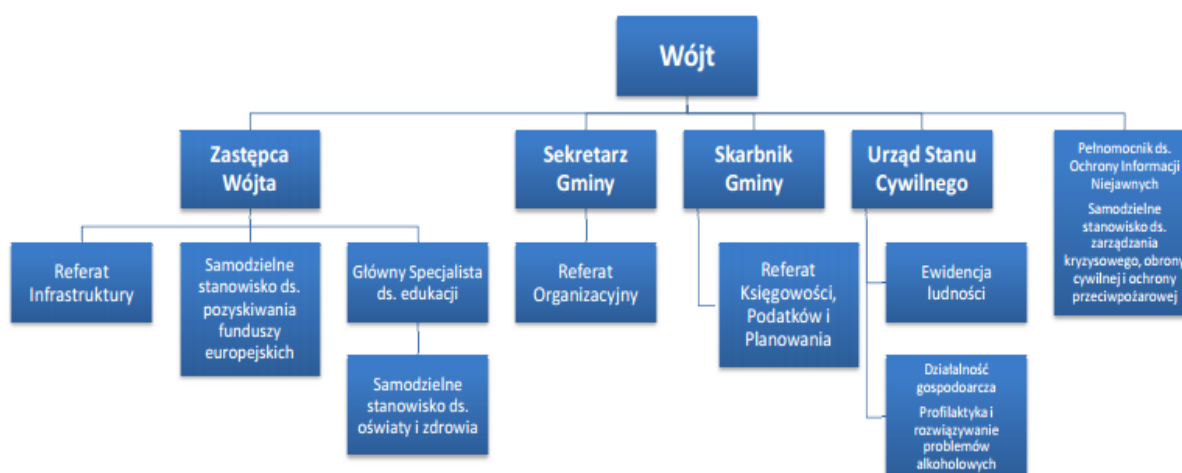 Wójt
Zastępca
Wójta
Sekretarz
Gminy
Skarbnik
Gminy
Urząd Stanu
Cywilnego
Pełnomocnik ds.
Ochrony Informacji
Niejawnych
Samodzielne
stanowisko ds.
zarządzania
kryzysowego, obrony
cywilnej i ochrony
przeciwpożarowej
Referat
Infrastruktury
Samodzielne
stanowisko ds.
pozyskiwania
funduszy
europejskich
Główny Specjalista
ds. edukacji
Referat
Organizacyjny
Referat
Księgowości,
Podatków i
Planowania
Ewidencja
ludności
Samodzielne
stanowisko ds.
oświaty i zdrowia
Działalność
gospodoarcza
Profilaktyka i
rozwiązywanie
problemów
alkoholowych